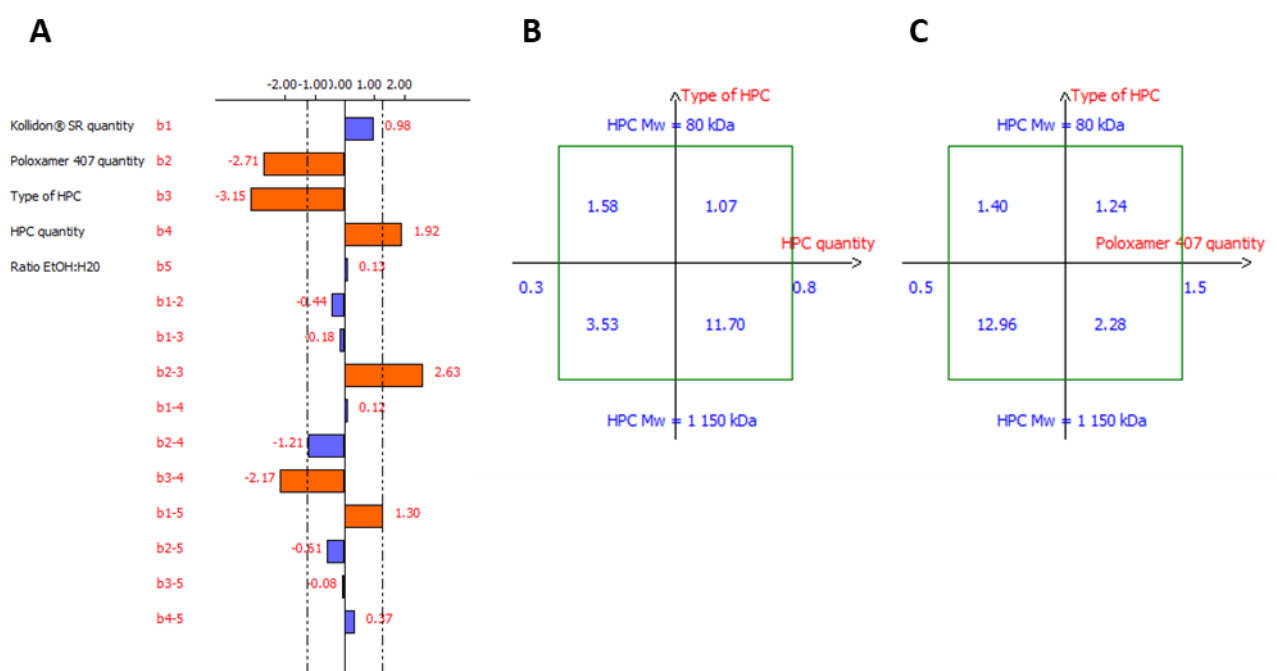 A
B
C
-2.00 -1.00 0.00 1.00 2.00
Kollidon® SR quantity b1 0.98
Poloxamer 407 quantity b2 -2.71
Type of HPC b3 -3.15
HPC quantity b4 1.92
Ratio EtOH:H20 b5 0.13
b1-2 -0.44
b1-3 -0.18
b2-3 2.63
b1-4 0.12
b2-4 -1.21
b3-4 -2.17
b1-5 1.30
b2-5 -0.61
b3-5 -0.08
b4-5 0.37
Type of HPC
HPC Mw = 80 kDa
1.58 1.07
HPC quantity
0.3 0.8
3.53 11.70
HPC Mw = 1 150 kDa
Type of HPC
HPC Mw = 80 kDa
1.40 1.24
Poloxamer 407 quantity
0.5 1.5
12.96 2.28
HPC Mw = 1 150 kDa